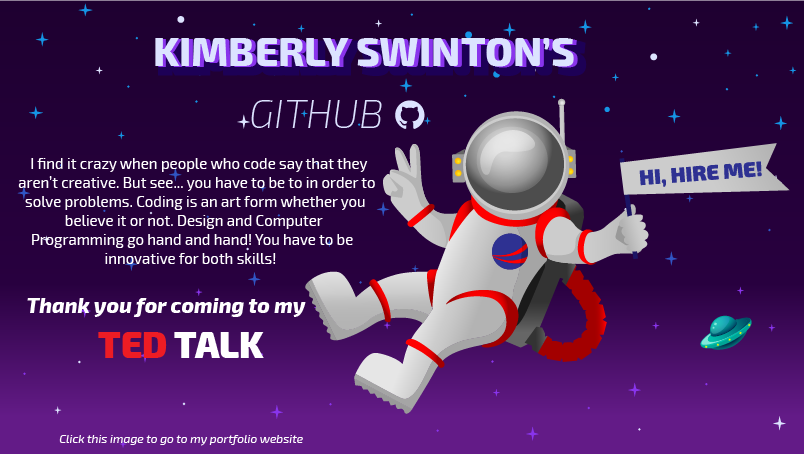 KIMBERLY SWINTON'S
GITHUB
I find it crazy when people who code say that they
aren't creative. But see... you have to be to in order to
solve problems. Coding is an art form whether you
believe it or not. Design and Computer
Programming go hand and hand! You have to be
innovative for both skills!
HI, HIRE ME!
Thank you for coming to my
TED TALK
Click this image to go to my portfolio website